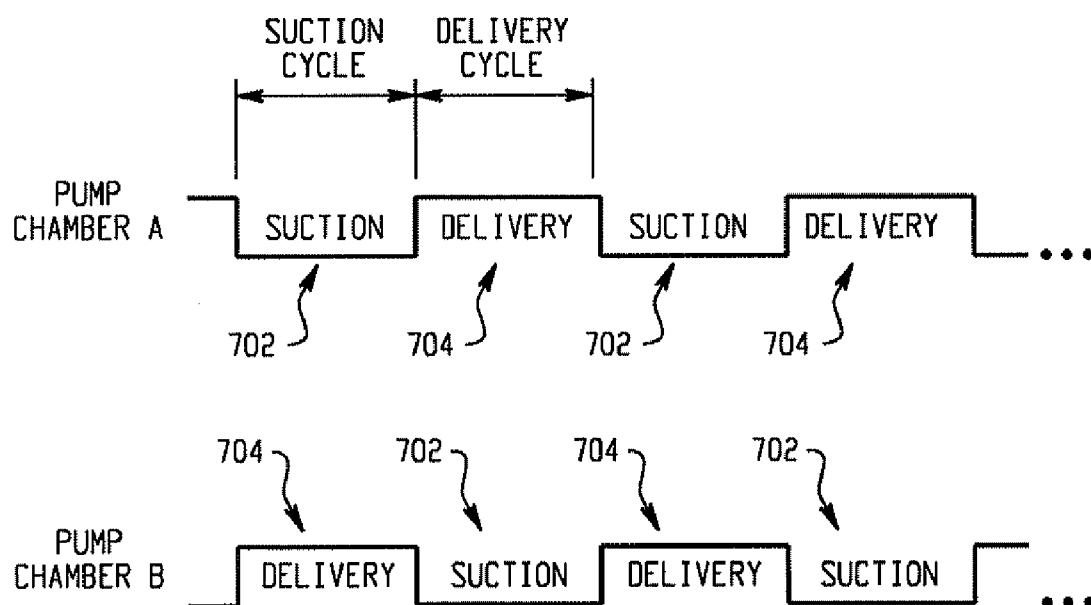 SUCTION CYCLE
DELIVERY CYCLE
PUMP CHAMBER A
SUCTION
DELIVERY
SUCTION
DELIVERY
702
704
702
704
704
702
704
702
PUMP CHAMBER B
DELIVERY
SUCTION
DELIVERY
SUCTION